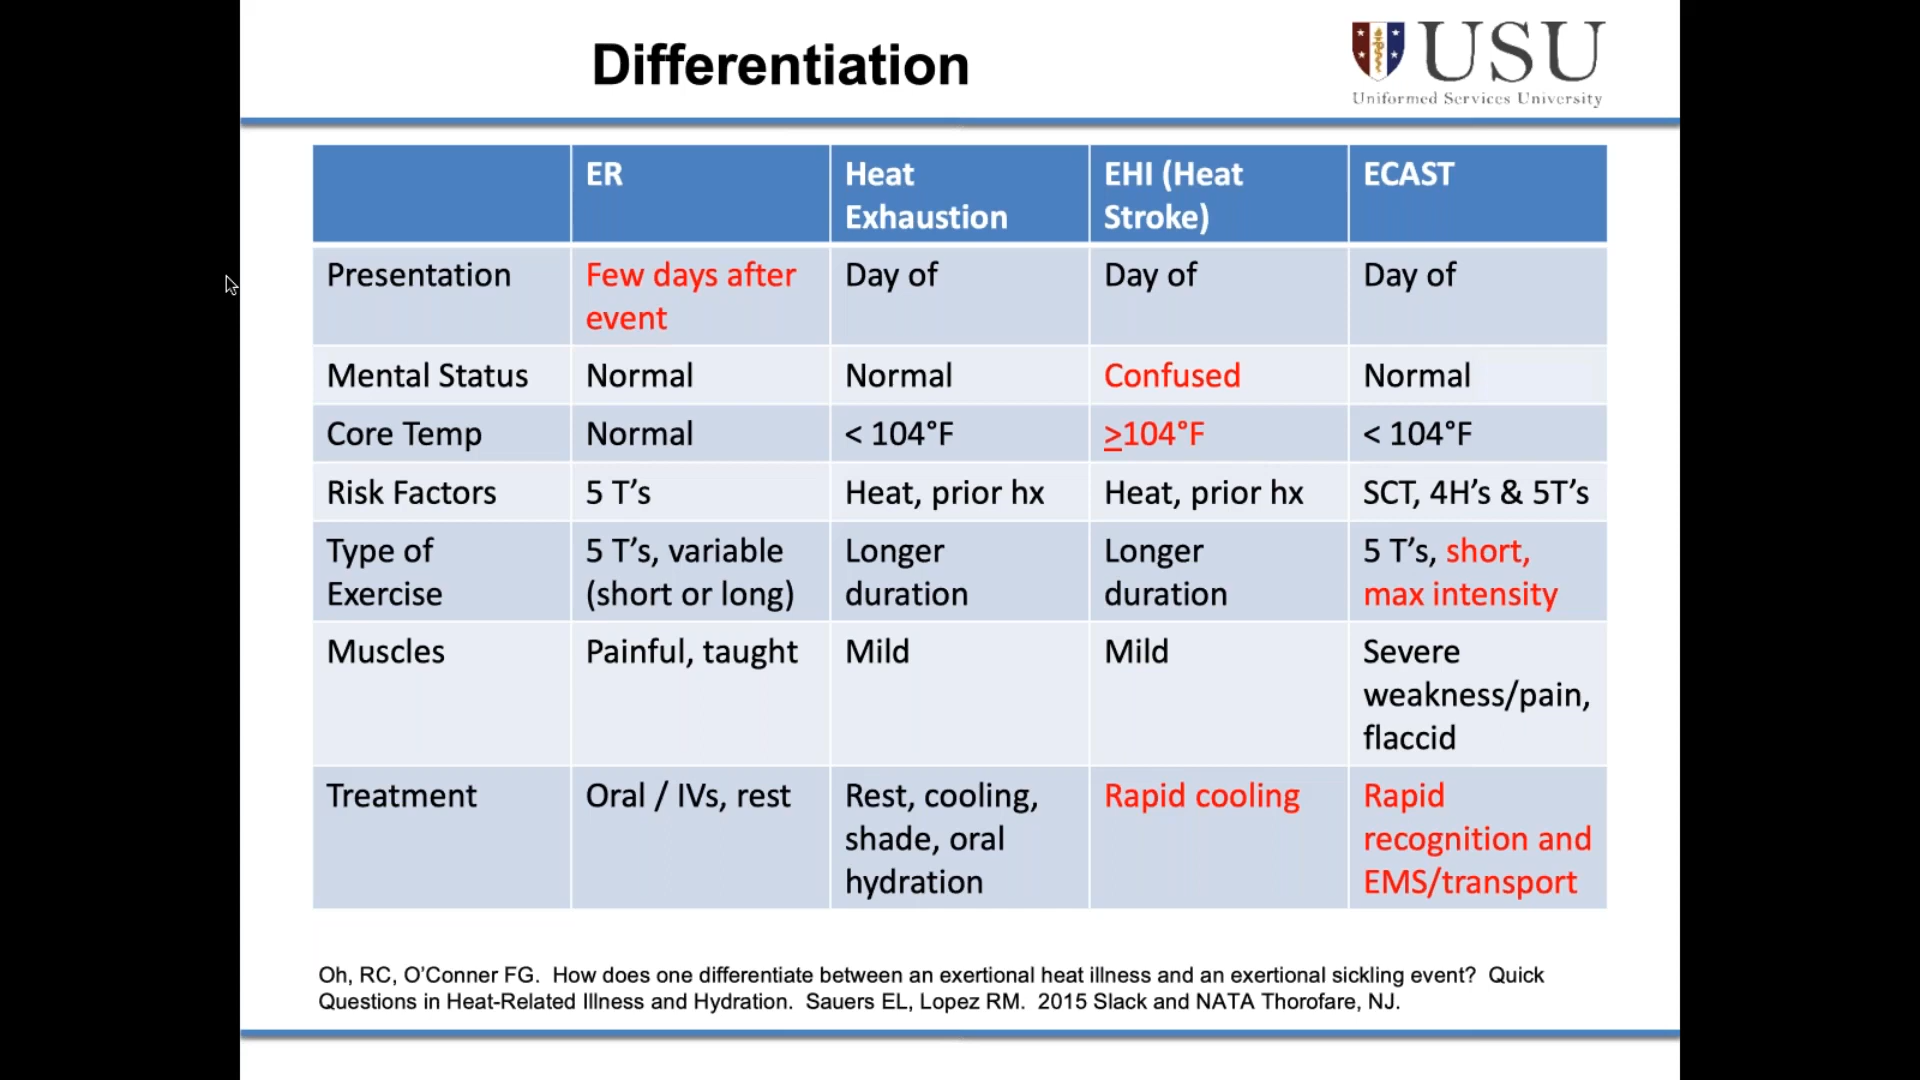 Differentiation
USU
Uniformed Services University
ER
Heat
Exhaustion
EHI (Heat
Stroke)
ECAST
Presentation
Few days after
event
Day of
Day of
Day of
Mental Status
Normal
Normal
Confused
Normal
Core Temp
Normal
< 104°F
>104°F
< 104°F
Risk Factors
5 T’s
Heat, prior hx
Heat, prior hx
SCT, 4H’s & 5T’s
Type of
Exercise
5 T’s, variable
(short or long)
Longer
duration
Longer
duration
5 T’s, short,
max intensity
Muscles
Painful, taught
Mild
Mild
Severe
weakness/pain,
flaccid
Treatment
Oral / IVs, rest
Rest, cooling,
shade, oral
hydration
Rapid cooling
Rapid
recognition and
EMS/transport
Oh, RC, O’Conner FG.  How does one differentiate between an exertional heat illness and an exertional sickling event?  Quick
Questions in Heat-Related Illness and Hydration.  Sauers EL, Lopez RM.  2015 Slack and NATA Thorofare, NJ.